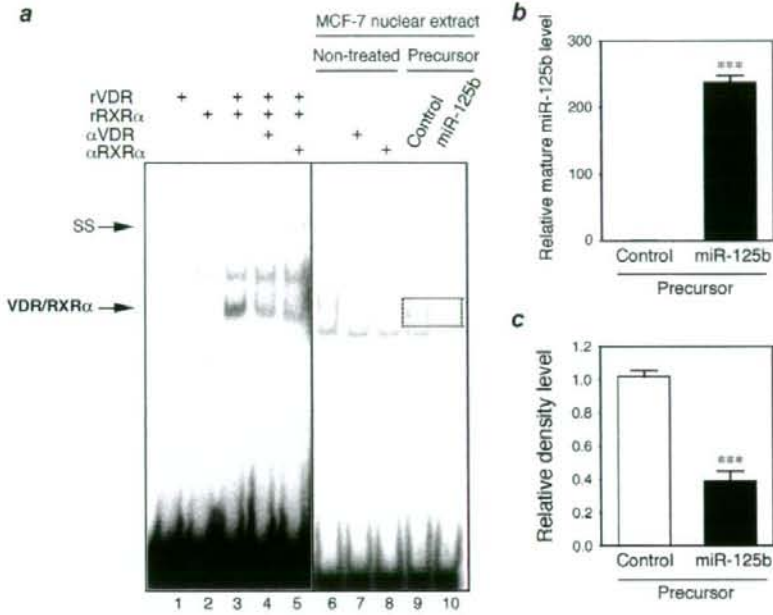 a
MCF-7 nuclear extract
Non-treated Precursor
Control
miR-125b
rVDR + + + +
rRXRα + + + +
αVDR + +
αRXRα + +
SS
VDR/RXRα
1 2 3 4 5 6 7 8 9 10
b
Relative mature miR-125b level
300
200
100
0
***
Control miR-125b
Precursor
c
Relative density level
1.2
1.0
0.8
0.6
0.4
0.2
0.0
***
Control miR-125b
Precursor